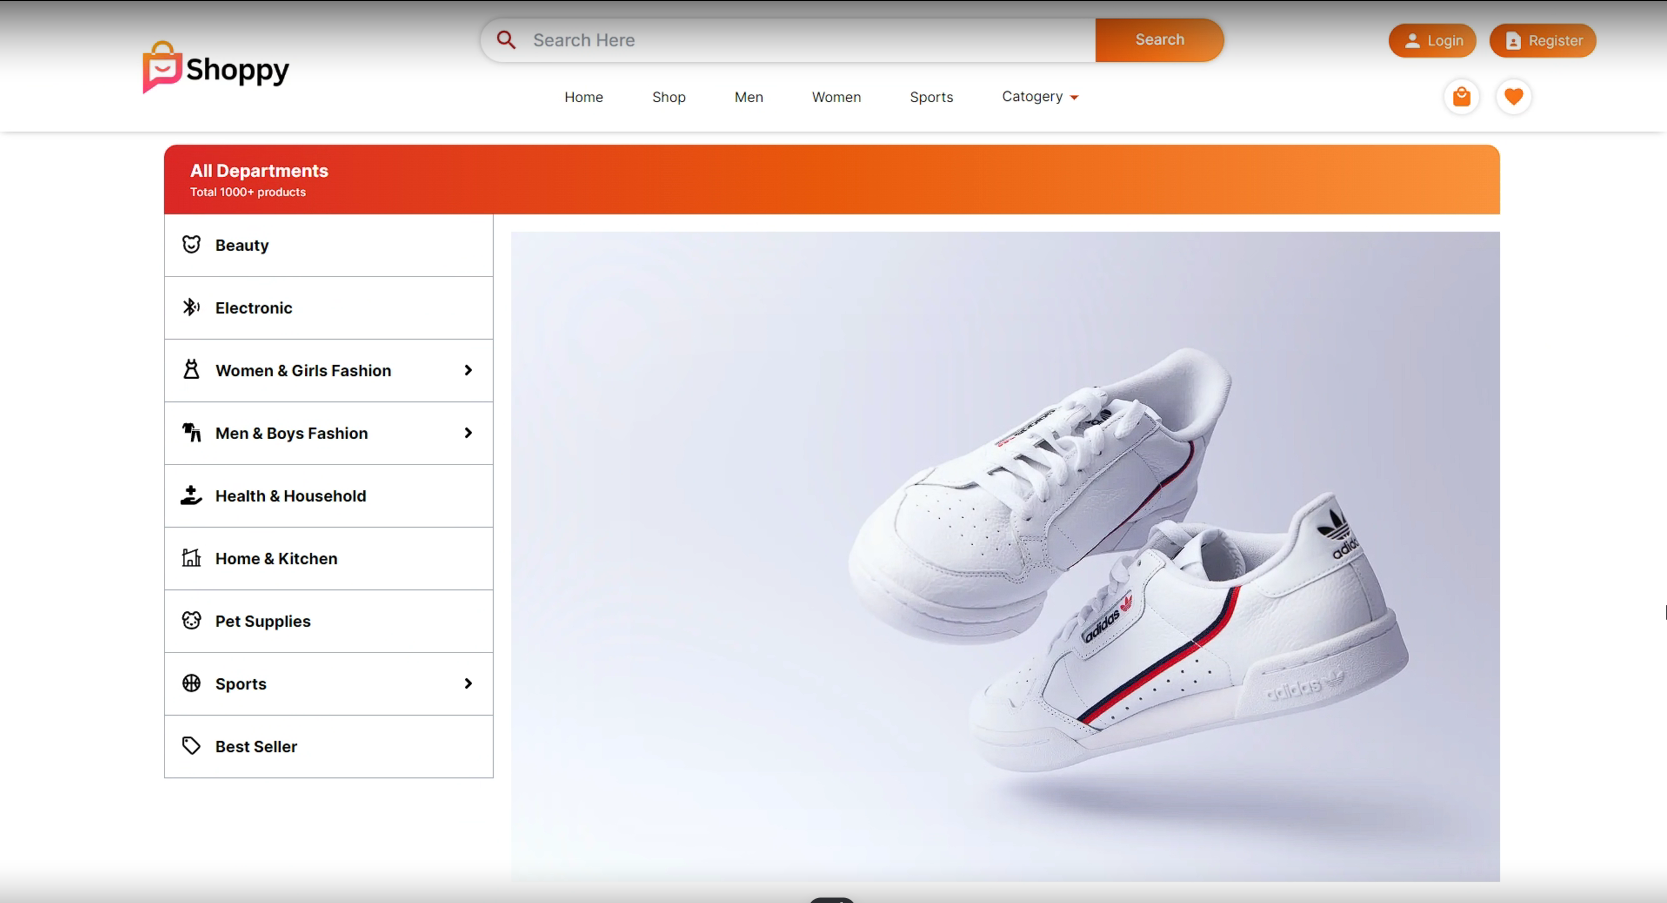 Search Here
Search
Login
Register
Shoppy
Home
Shop
Men
Women
Sports
Catogery
All Departments
Total 1000+ products
Beauty
Electronic
Women & Girls Fashion
Men & Boys Fashion
Health & Household
Home & Kitchen
Pet Supplies
Sports
Best Seller
adidas
adidas